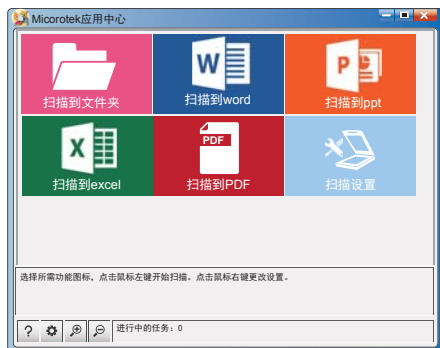 Micorotek应用中心
扫描到文件夹
W
扫描到word
P
扫描到ppt
X
扫描到excel
PDF
扫描到PDF
扫描设置
选择所需功能图标，点击鼠标左键开始扫描。点击鼠标右键更改设置。
?
进行中的任务：0